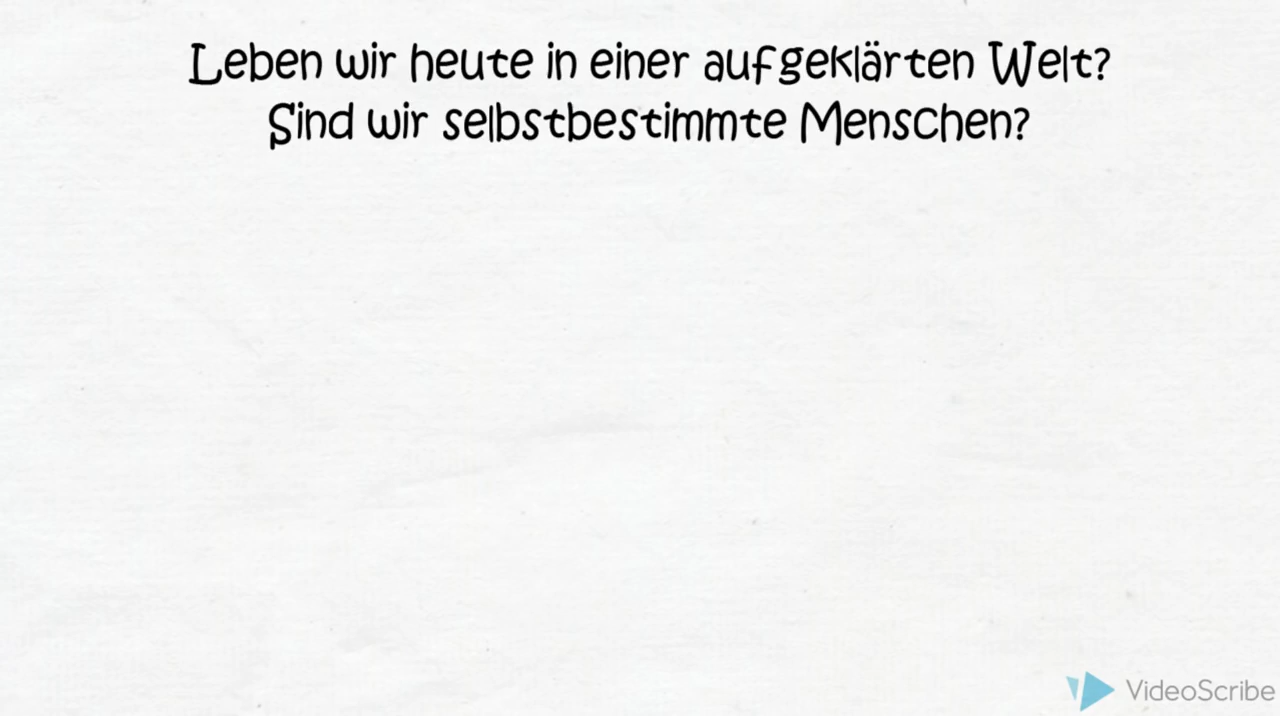 Leben wir heute in einer aufgeklärten Welt?
Sind wir selbstbestimmte Menschen?
VideoScribe